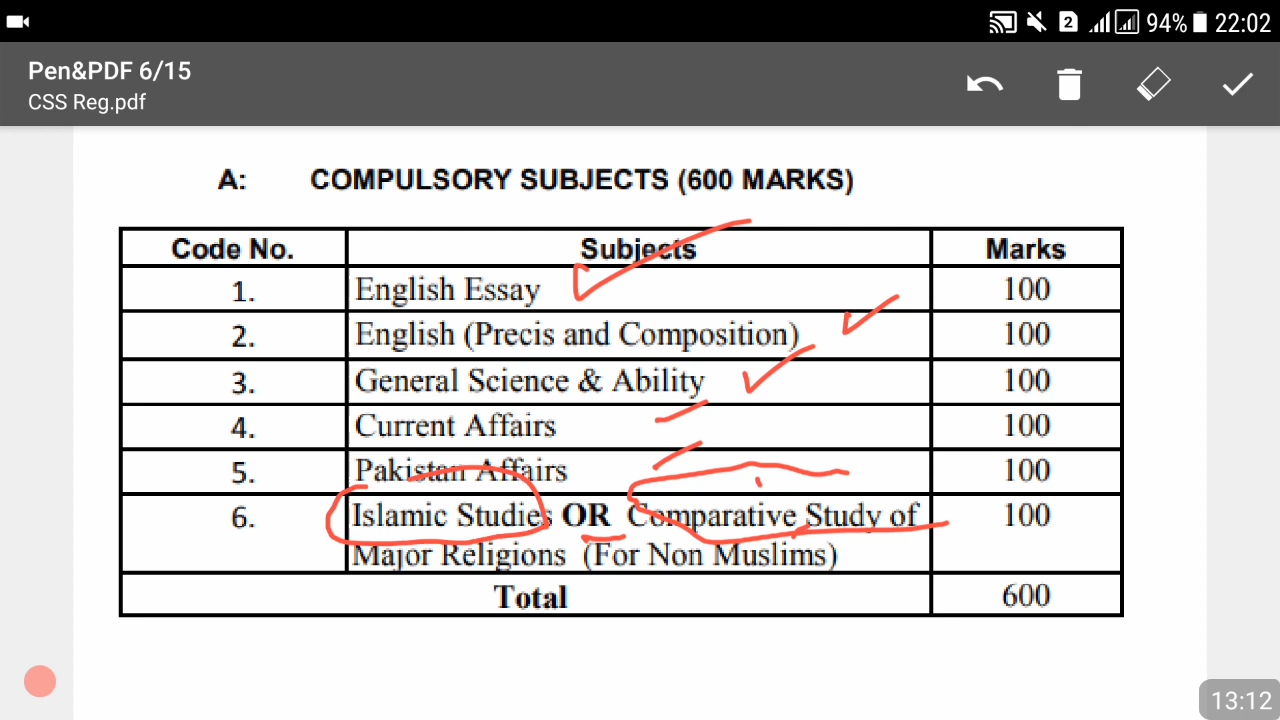 2 94% 22:02
Pen&PDF 6/15
CSS Reg.pdf
A: COMPULSORY SUBJECTS (600 MARKS)
Code No. Subjects Marks
1. English Essay 100
2. English (Precis and Composition) 100
3. General Science & Ability 100
4. Current Affairs 100
5. Pakistan Affairs 100
6. Islamic Studies OR Comparative Study of 100
Major Religions (For Non Muslims)
Total 600
13:12